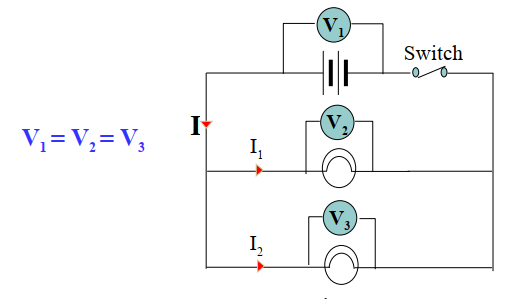 V₁
Switch
I
V₂
V₁ = V₂ = V₃
I₁
V₃
I₂